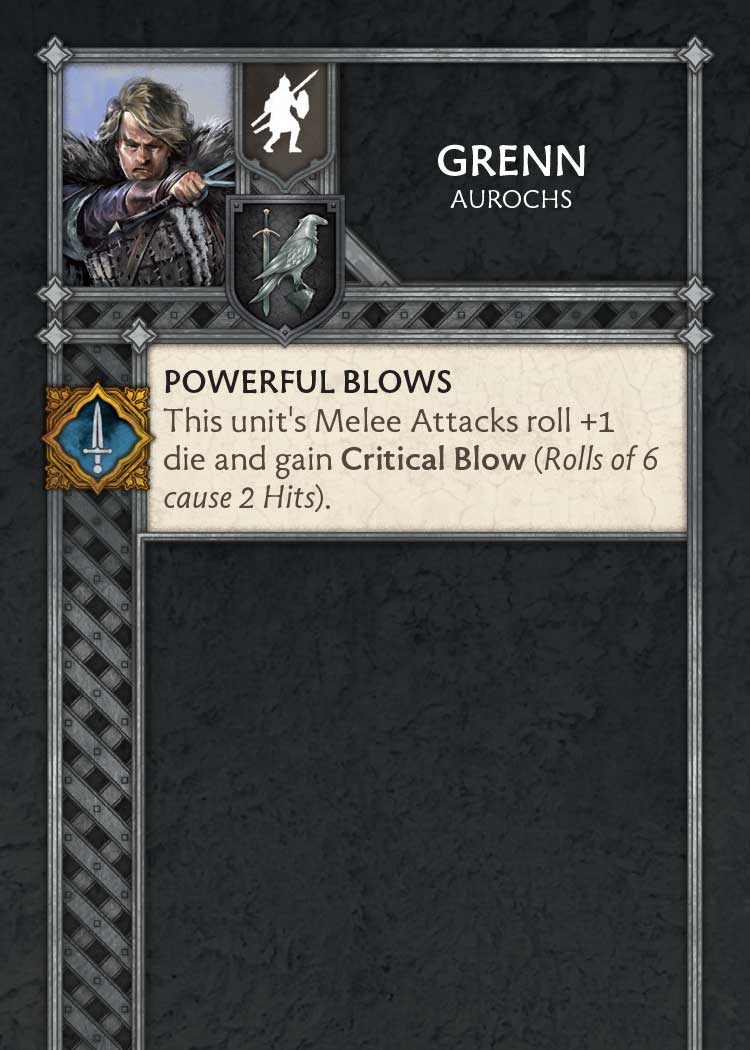 GRENN
AUROCHS
POWERFUL BLOWS
This unit's Melee Attacks roll +1
die and gain Critical Blow (Rolls of 6
cause 2 Hits).